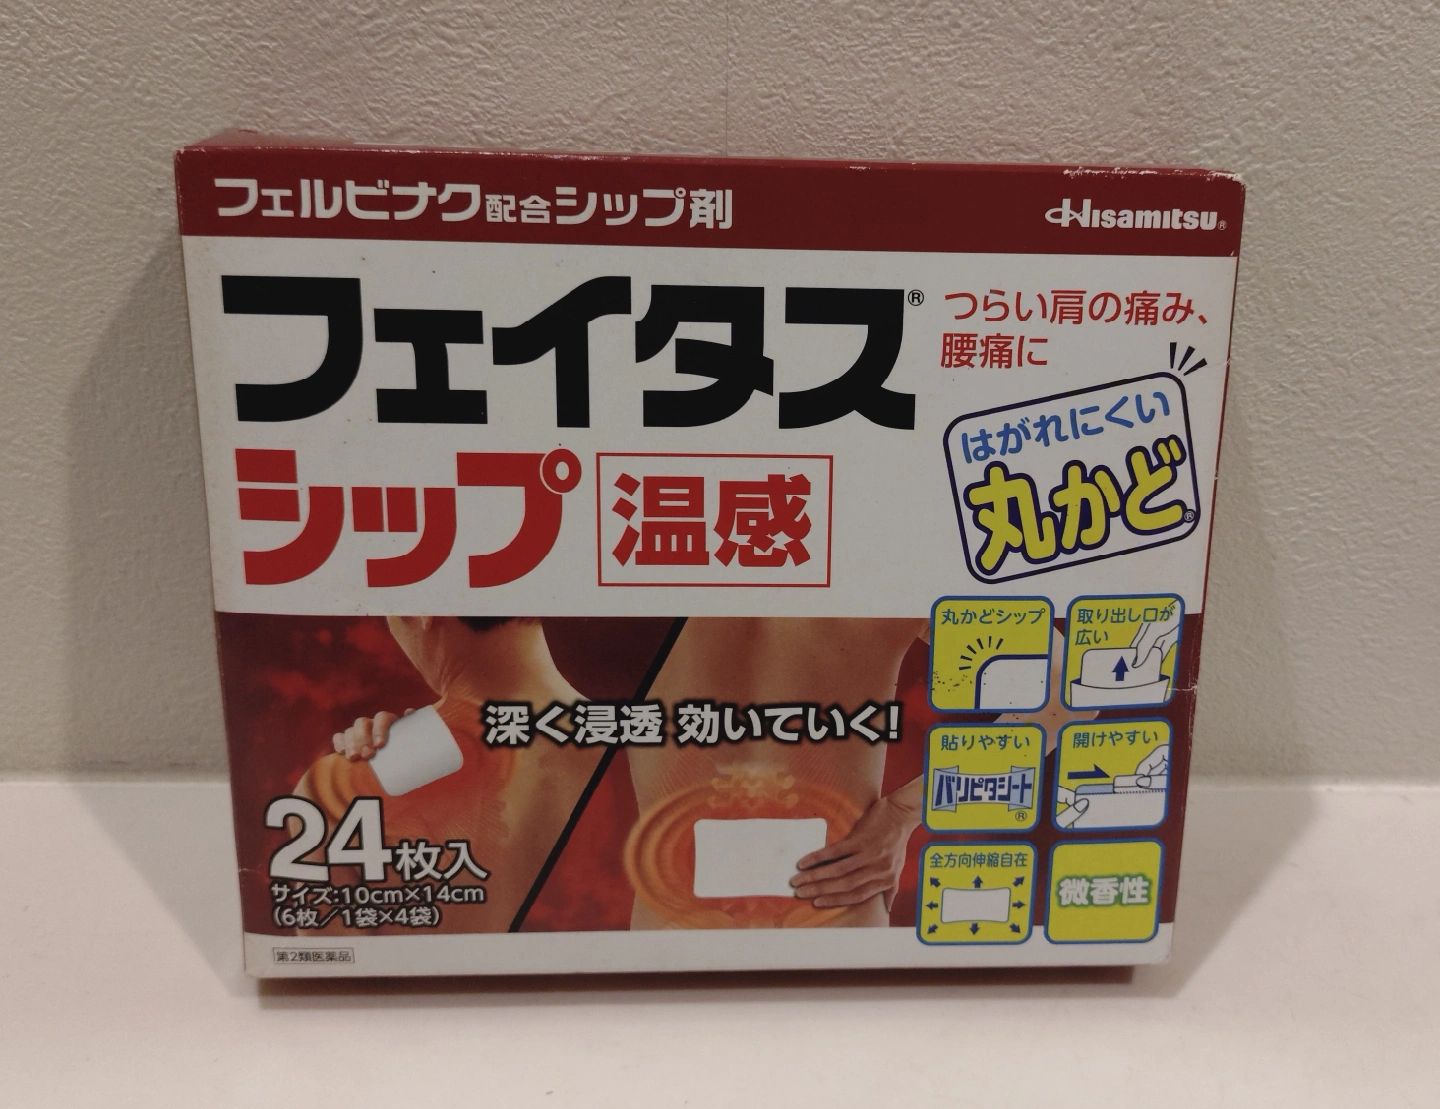 フェルビナク配合シップ剤
Hisamitsu®
フェイタス®
シップ 温感
つらい肩の痛み、
腰痛に
はがれにくい
丸かど®
丸かどシップ
取り出し口が
広い
深く浸透 効いていく!
貼りやすい
パリピタシート®
開けやすい
24枚入
サイズ:10cm×14cm
(6枚/1袋×4袋)
全方向伸縮自在
微香性
第2類医薬品